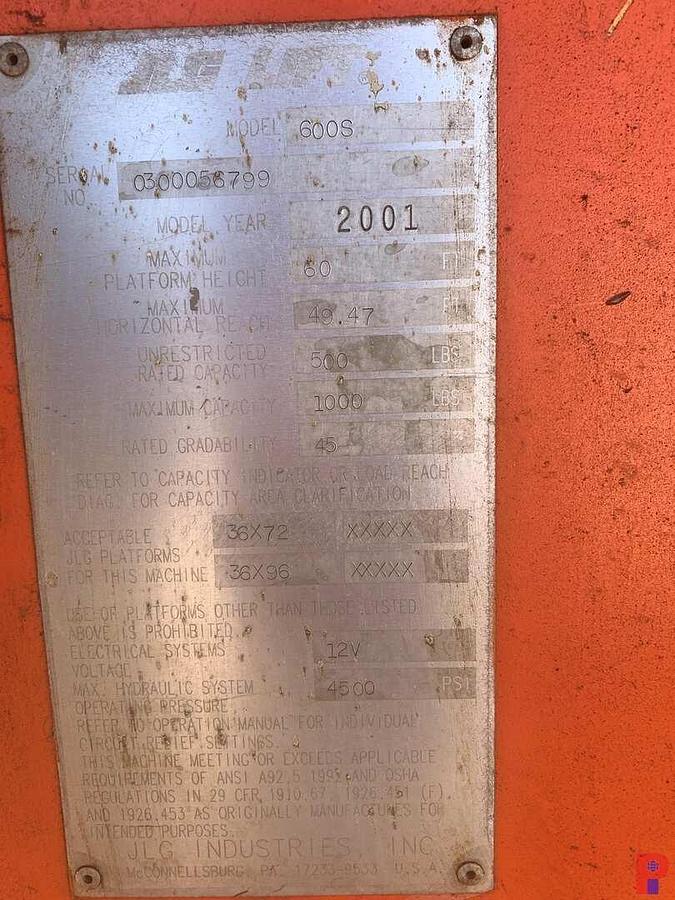 JLG LIFT
MODEL 600S
SERIAL NO. 0300056799
MODEL YEAR 2001
MAXIMUM PLATFORM HEIGHT 60 FT
MAXIMUM HORIZONTAL REACH 49.47
UNRESTRICTED RATED CAPACITY 500 LBS
MAXIMUM CAPACITY 1000 LBS
RATED GRADABILITY 45
REFER TO CAPACITY INDICATOR OR LOAD REACH
DIAG. FOR CAPACITY AREA CLARIFICATION
ACCEPTABLE 36X72 XXXXX
JLG PLATFORMS
FOR THIS MACHINE 36X96 XXXXX
USE OF PLATFORMS OTHER THAN THOSE LISTED
ABOVE IS PROHIBITED.
ELECTRICAL SYSTEMS 12V
VOLTAGE
MAX. HYDRAULIC SYSTEM 4500 PSI
OPERATING PRESSURE
REFER TO OPERATION MANUAL FOR INDIVIDUAL
CIRCUIT RELIEF SETTINGS.
THIS MACHINE MEETING OR EXCEEDS APPLICABLE
REQUIREMENTS OF ANSI A92.5 AND OSHA
REGULATIONS IN 29 CFR 1910.67, 1926.451 (F),
AND 1926.453 AS ORIGINALLY MANUFACTURES FOR
INTENDED PURPOSES.
JLG INDUSTRIES, INC.
McCONNELLSBURG, PA. 17233-9533 U.S.A.